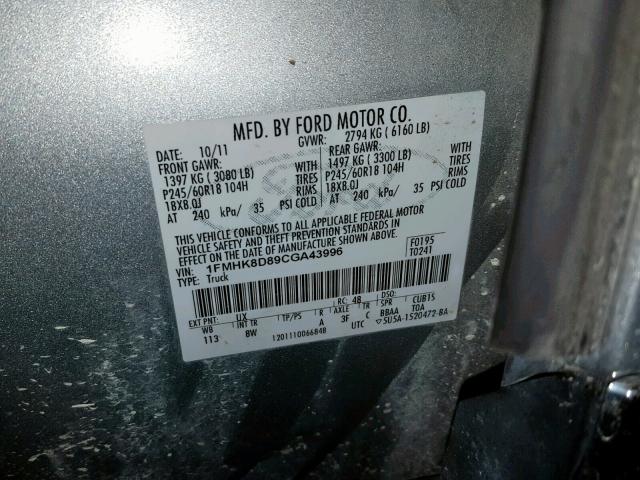 MFD. BY FORD MOTOR CO.
DATE: 10/11 GVWR: 2794 KG ( 6160 LB)
FRONT GAWR: REAR GAWR:
1397 KG ( 3080 LB) WITH 1497 KG ( 3300 LB) WITH
P245/60R18 104H TIRES P245/60R18 104H TIRES
18X8.0J RIMS 18X8.0J RIMS
AT 240 kPa/ 35 PSI COLD AT 240 kPa/ 35 PSI COLD
THIS VEHICLE CONFORMS TO ALL APPLICABLE FEDERAL MOTOR
VEHICLE SAFETY AND THEFT PREVENTION STANDARDS IN
EFFECT ON THE DATE OF MANUFACTURE SHOWN ABOVE.
VIN: 1FMHK8D89CGA43996 F0195
TYPE: Truck T0241
EXT PNT: UX RC: 48 DSO:
WB INT TR TP/PS R AXLE TR SPR CUB15
113 8W A 3F C BBAA TOA
1201110066848 UTC 5U5A-1520472-BA